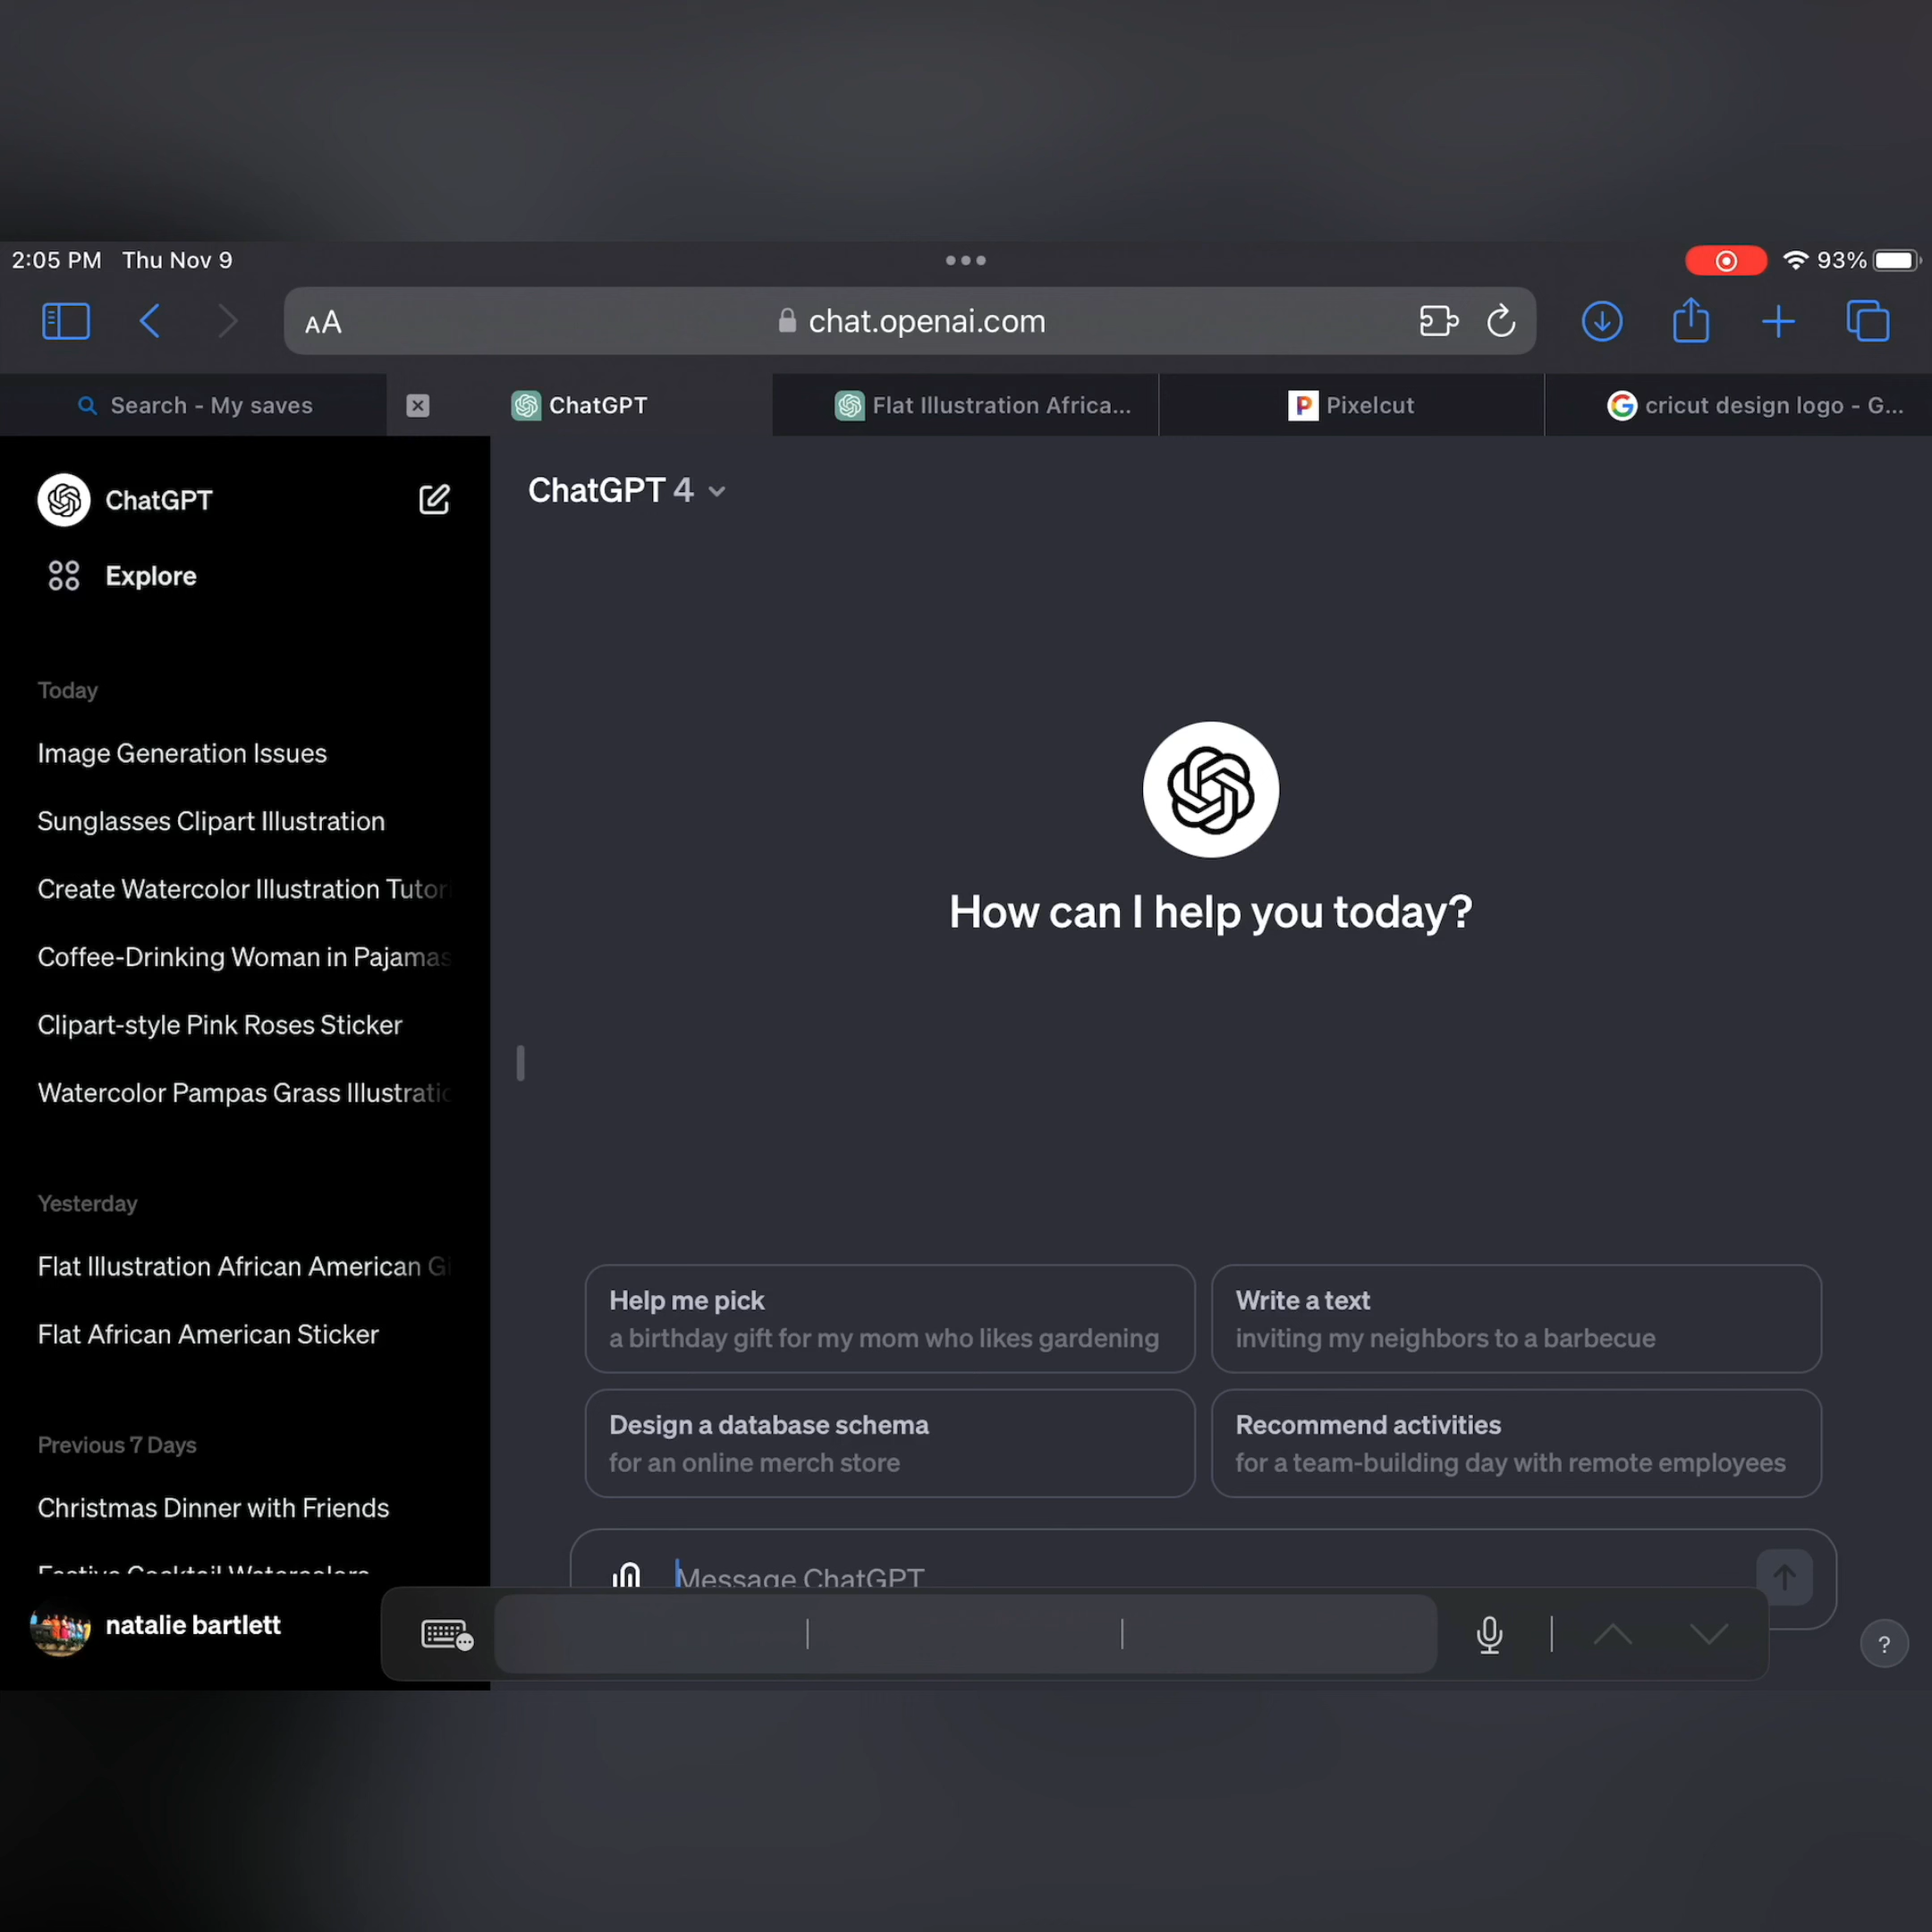 2:05 PM Thu Nov 9
93%
AA
chat.openai.com
Search - My saves
ChatGPT
Flat Illustration Africa...
Pixelcut
cricut design logo - G...
ChatGPT
Explore
Today
Image Generation Issues
Sunglasses Clipart Illustration
Create Watercolor Illustration Tutor
Coffee-Drinking Woman in Pajamas
Clipart-style Pink Roses Sticker
Watercolor Pampas Grass Illustratic
Yesterday
Flat Illustration African American Gi
Flat African American Sticker
Previous 7 Days
Christmas Dinner with Friends
Festive Cocktail Watercolors
natalie bartlett
ChatGPT 4
How can I help you today?
Help me pick
a birthday gift for my mom who likes gardening
Write a text
inviting my neighbors to a barbecue
Design a database schema
for an online merch store
Recommend activities
for a team-building day with remote employees
Message ChatGPT
?